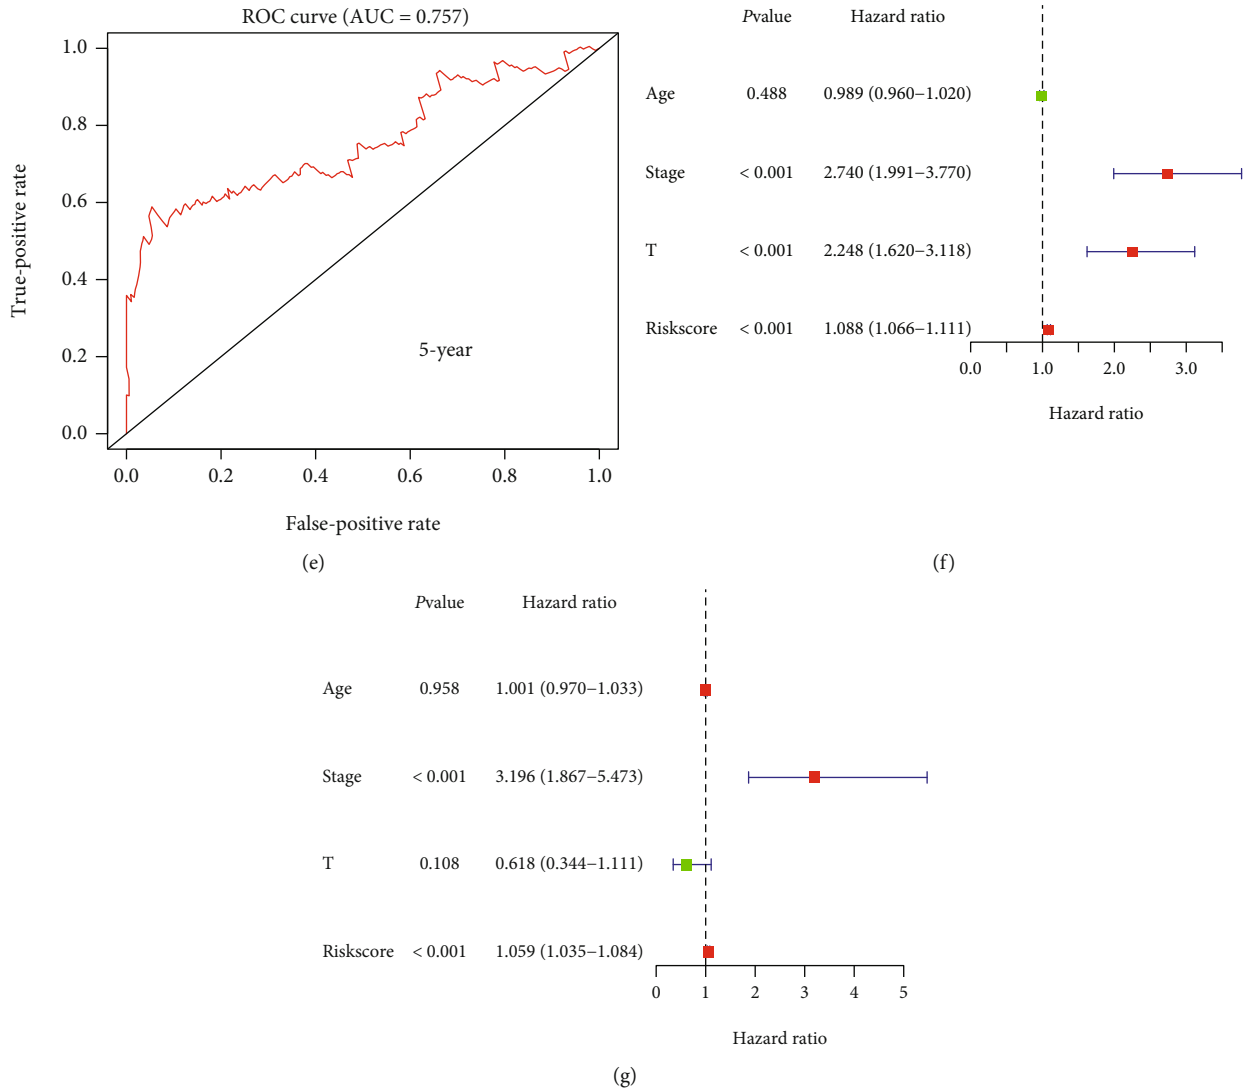 ROC curve (AUC = 0.757)
True-positive rate
1.0
0.8
0.6
0.4
0.2
0.0
5-year
0.0 0.2 0.4 0.6 0.8 1.0
False-positive rate
(e)
Pvalue Hazard ratio
Age 0.488 0.989 (0.960–1.020)
Stage < 0.001 2.740 (1.991–3.770)
T < 0.001 2.248 (1.620–3.118)
Riskscore < 0.001 1.088 (1.066–1.111)
0.0 1.0 2.0 3.0
Hazard ratio
(f)
Pvalue Hazard ratio
Age 0.958 1.001 (0.970–1.033)
Stage < 0.001 3.196 (1.867–5.473)
T 0.108 0.618 (0.344–1.111)
Riskscore < 0.001 1.059 (1.035–1.084)
0 1 2 3 4 5
Hazard ratio
(g)